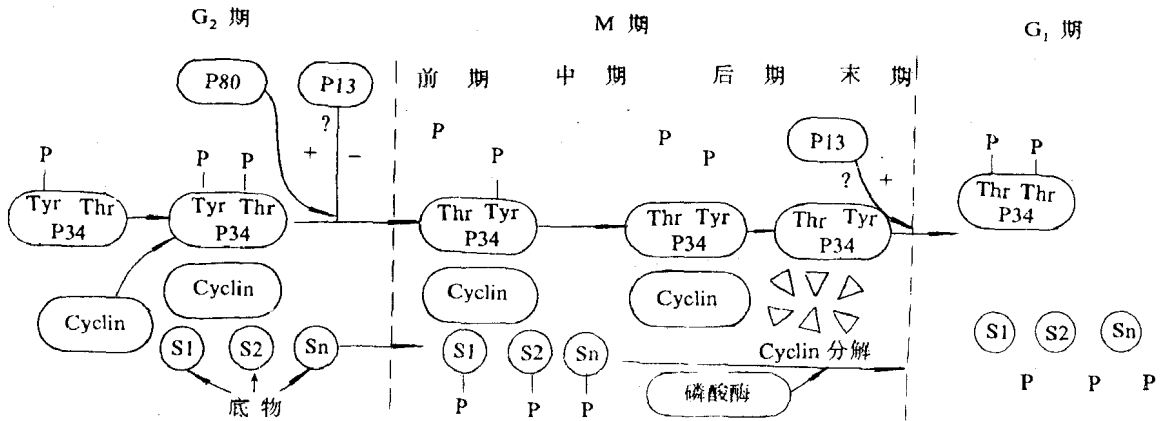 G₂ 期
M 期
G₁ 期
前 期 中 期 后 期 末 期
P80
P13
?
+
−
P
P
P13
?
+
P
P P
P
P
P P
Tyr Thr
P34
Tyr Thr
P34
Thr Tyr
P34
Thr Tyr
P34
Thr Tyr
P34
Thr Thr
P34
Cyclin
Cyclin
Cyclin
Cyclin
Cyclin 分解
S1 S2 Sn
S1 S2 Sn
S1 S2 Sn
底 物
磷酸酶
P P P
P P P